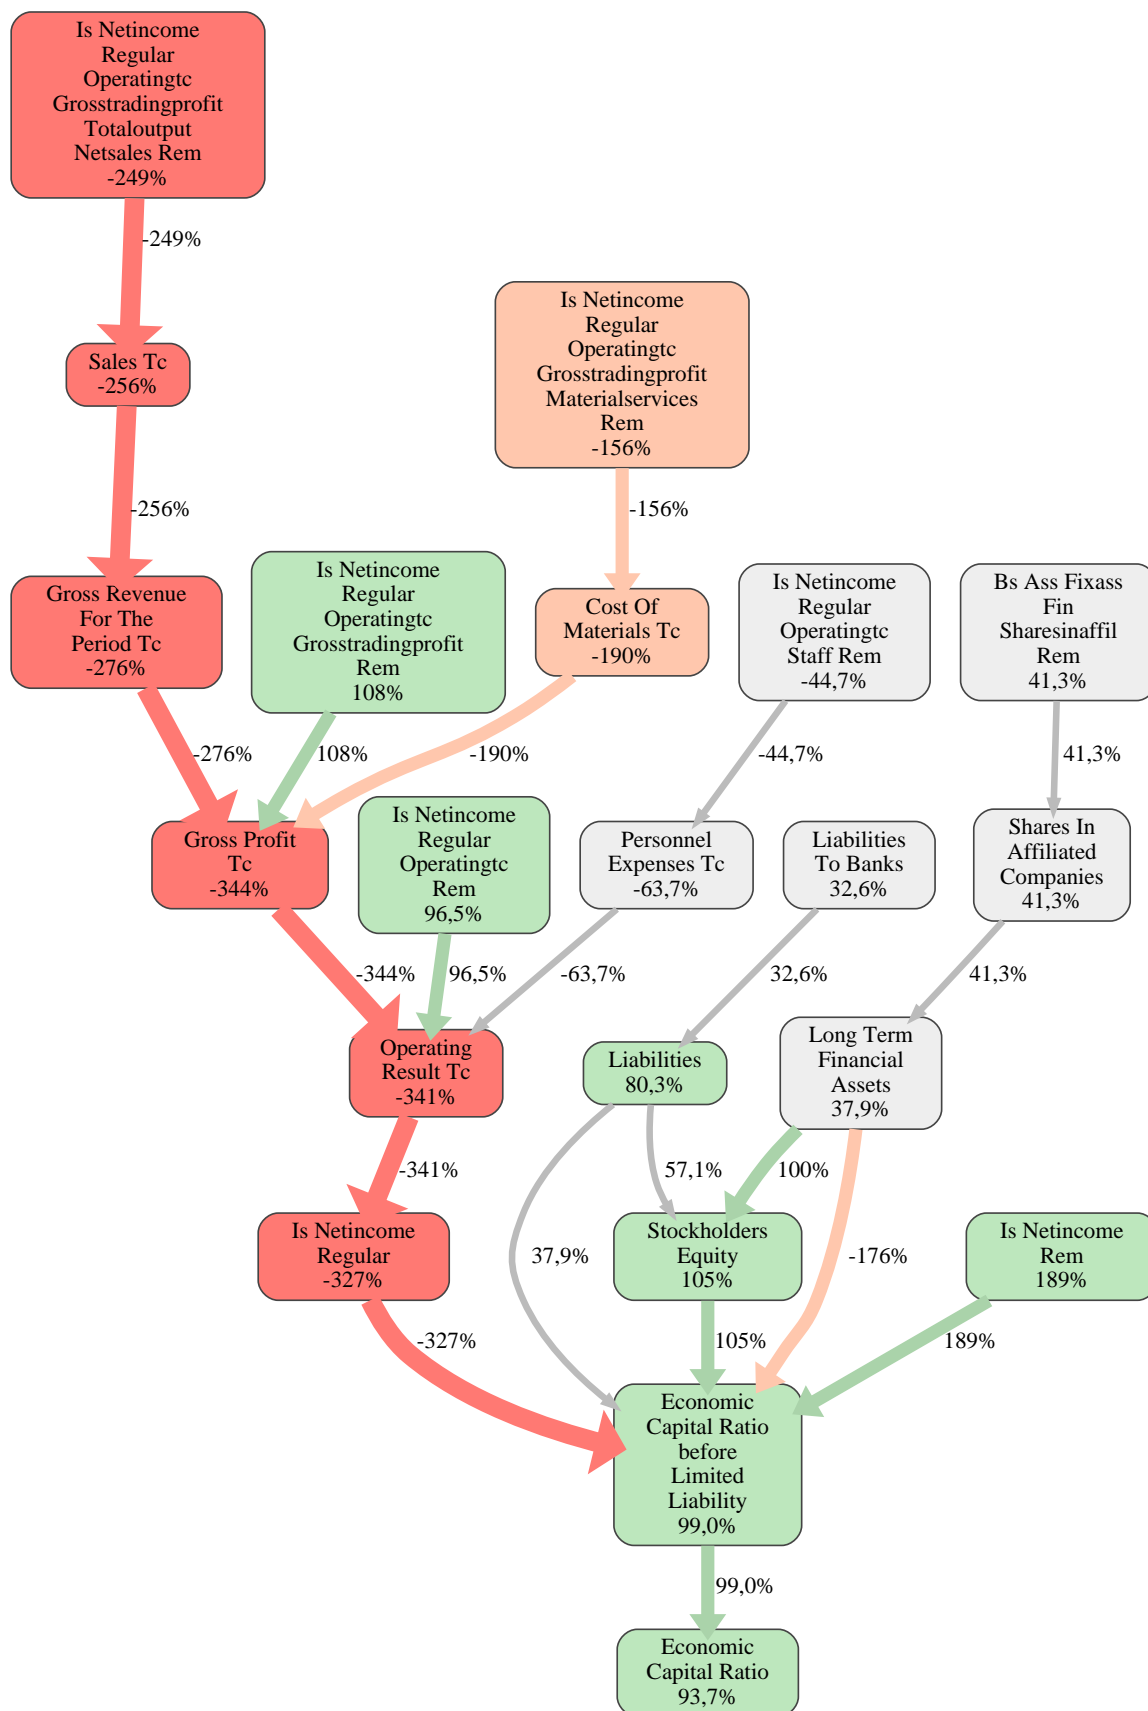 Is Netincome
Regular
Operatingtc
Grosstradingprofit
Totaloutput
Netsales Rem
-249%
-249%
Sales Tc
-256%
Is Netincome
Regular
Operatingtc
Grosstradingprofit
Materialservices
Rem
-156%
-256%
-156%
Gross Revenue
For The
Period Tc
-276%
Is Netincome
Regular
Operatingtc
Grosstradingprofit
Rem
108%
Cost Of
Materials Tc
-190%
Is Netincome
Regular
Operatingtc
Staff Rem
-44,7%
Bs Ass Fixass
Fin
Sharesinaffil
Rem
41,3%
-276%
108%
-190%
-44,7%
41,3%
Gross Profit
Tc
-344%
Is Netincome
Regular
Operatingtc
Rem
96,5%
Personnel
Expenses Tc
-63,7%
Liabilities
To Banks
32,6%
Shares In
Affiliated
Companies
41,3%
-344%
96,5%
-63,7%
32,6%
41,3%
Operating
Result Tc
-341%
Liabilities
80,3%
Long Term
Financial
Assets
37,9%
-341%
57,1%
100%
Is Netincome
Regular
-327%
37,9%
Stockholders
Equity
105%
-176%
Is Netincome
Rem
189%
-327%
105%
189%
Economic
Capital Ratio
before
Limited
Liability
99,0%
99,0%
Economic
Capital Ratio
93,7%